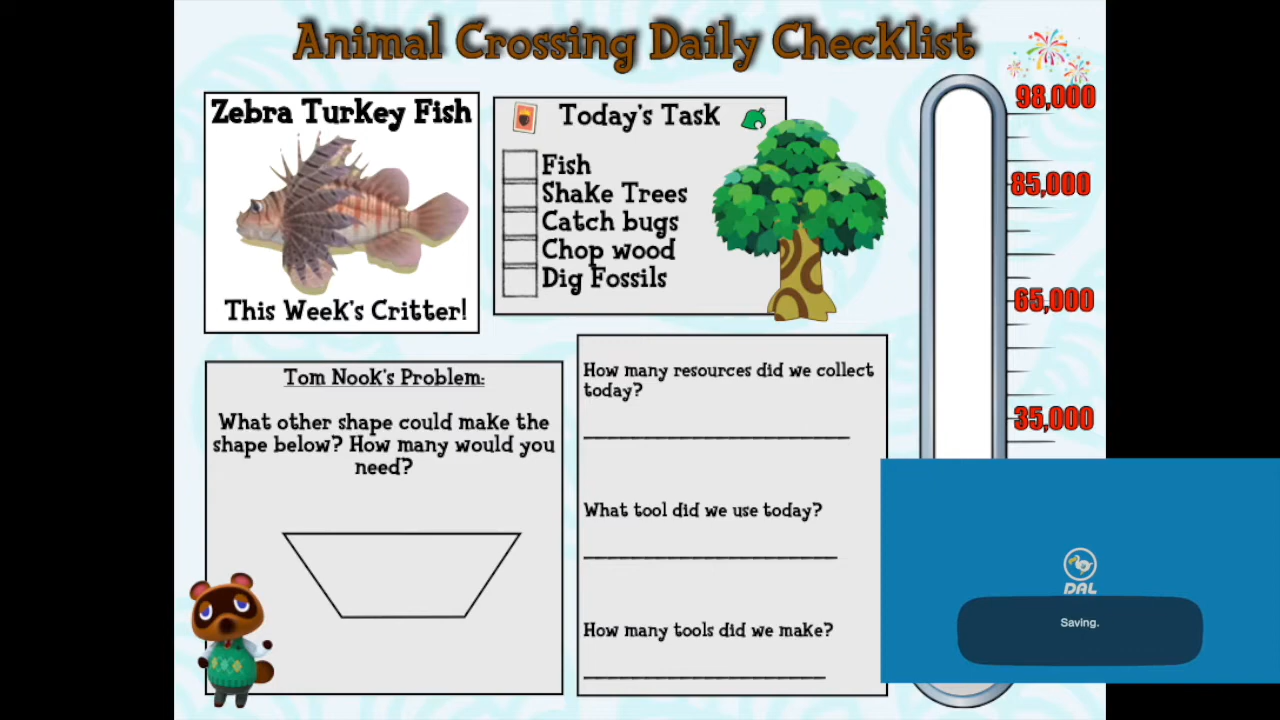 Animal Crossing Daily Checklist
Zebra Turkey Fish
This Week's Critter!
Today's Task
Fish
Shake Trees
Catch bugs
Chop wood
Dig Fossils
98,000
85,000
65,000
35,000
Tom Nook's Problem:
What other shape could make the
shape below? How many would you
need?
How many resources did we collect
today?
What tool did we use today?
How many tools did we make?
DAL
Saving.